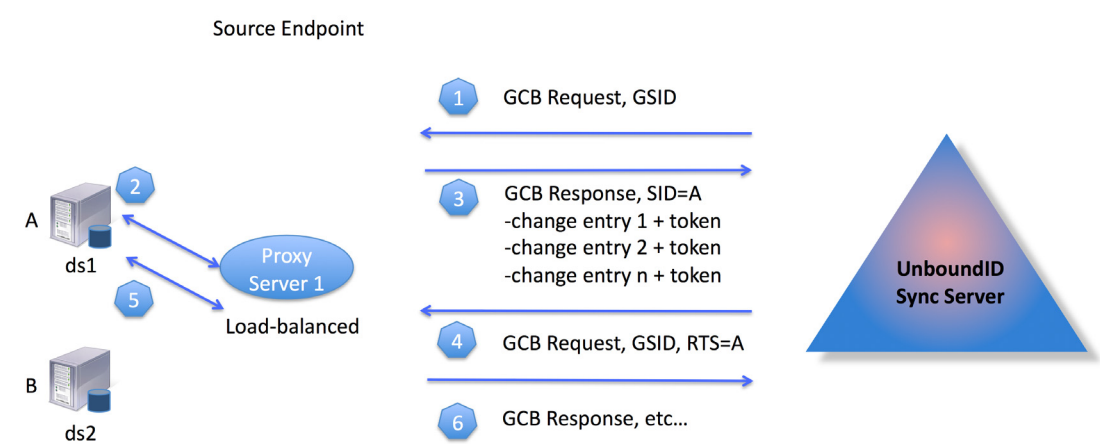 Source Endpoint
1
GCB Request, GSID
2
3
GCB Response, SID=A
-change entry 1 + token
-change entry 2 + token
-change entry n + token
A
ds1
Proxy
Server 1
UnboundID
Sync Server
5
Load-balanced
4
GCB Request, GSID, RTS=A
B
ds2
6
GCB Response, etc...